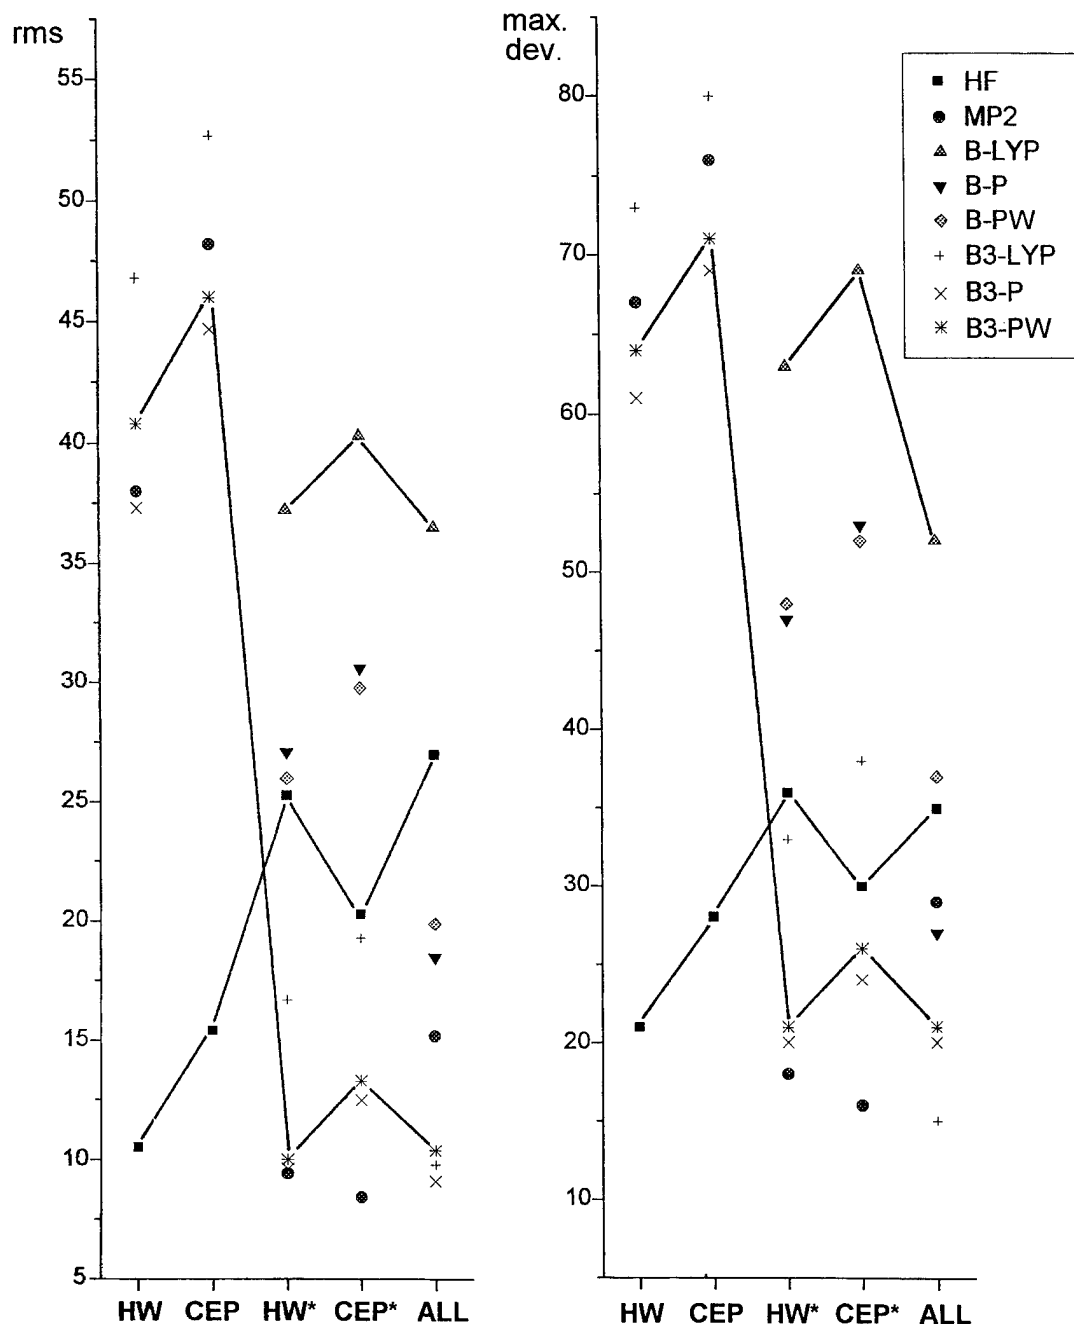 rms
55
50
45
40
35
30
25
20
15
10
5
HW CEP HW* CEP* ALL
max.
dev.
80
70
60
50
40
30
20
10
HW CEP HW* CEP* ALL
HF
MP2
B-LYP
B-P
B-PW
B3-LYP
B3-P
B3-PW